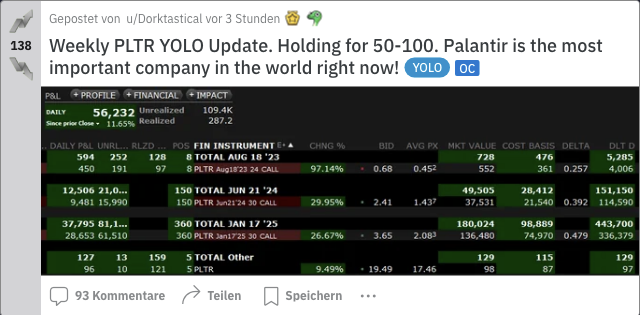 Gepostet von u/Dorktastical vor 3 Stunden
138
Weekly PLTR YOLO Update. Holding for 50-100. Palantir is the most
important company in the world right now! YOLO OC
P&L + PROFILE + FINANCIAL + IMPACT
DAILY 56,232 Unrealized 109.4K
Since prior Close 11.65% Realized 287.2
... DAILY P&L UNRL... RLZD ... POS FIN INSTRUMENT E+ ▲ CHNG % BID AVG PX MKT VALUE COST BASIS DELTA DLT D
594 252 128 8 TOTAL AUG 18 '23 728 476 5,285
450 191 97 8 PLTR Aug18'23 24 CALL 97.14% 0.68 0.452 552 361 0.257 4,006
12,506 21,0... 150 TOTAL JUN 21 '24 49,505 28,412 151,150
9,481 15,990 150 PLTR Jun21'24 30 CALL 29.95% 2.41 1.437 37,531 21,540 0.392 114,590
37,795 81,1... 360 TOTAL JAN 17 '25 180,024 98,889 443,700
28,653 61,510 360 PLTR Jan17'25 30 CALL 26.67% 3.65 2.083 136,480 74,970 0.479 336,379
127 13 159 5 TOTAL Other 129 115 129
96 10 121 5 PLTR 9.49% 19.49 17.46 98 87 97
93 Kommentare Teilen Speichern ...